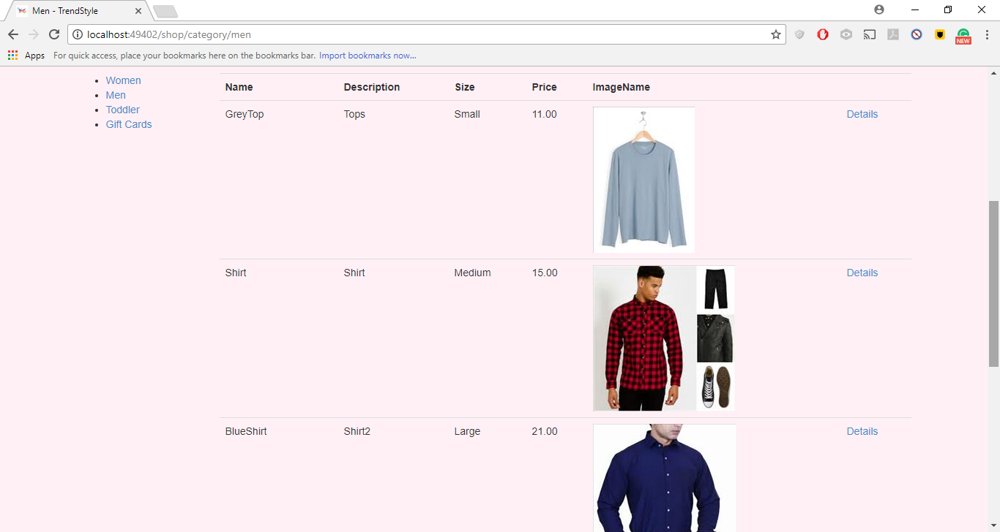 Men - TrendStyle
localhost:49402/shop/category/men
NEW
Apps For quick access, place your bookmarks here on the bookmarks bar. Import bookmarks now...
Women
Men
Toddler
Gift Cards
Name Description Size Price ImageName
GreyTop Tops Small 11.00 Details
Shirt Shirt Medium 15.00 Details
BlueShirt Shirt2 Large 21.00 Details